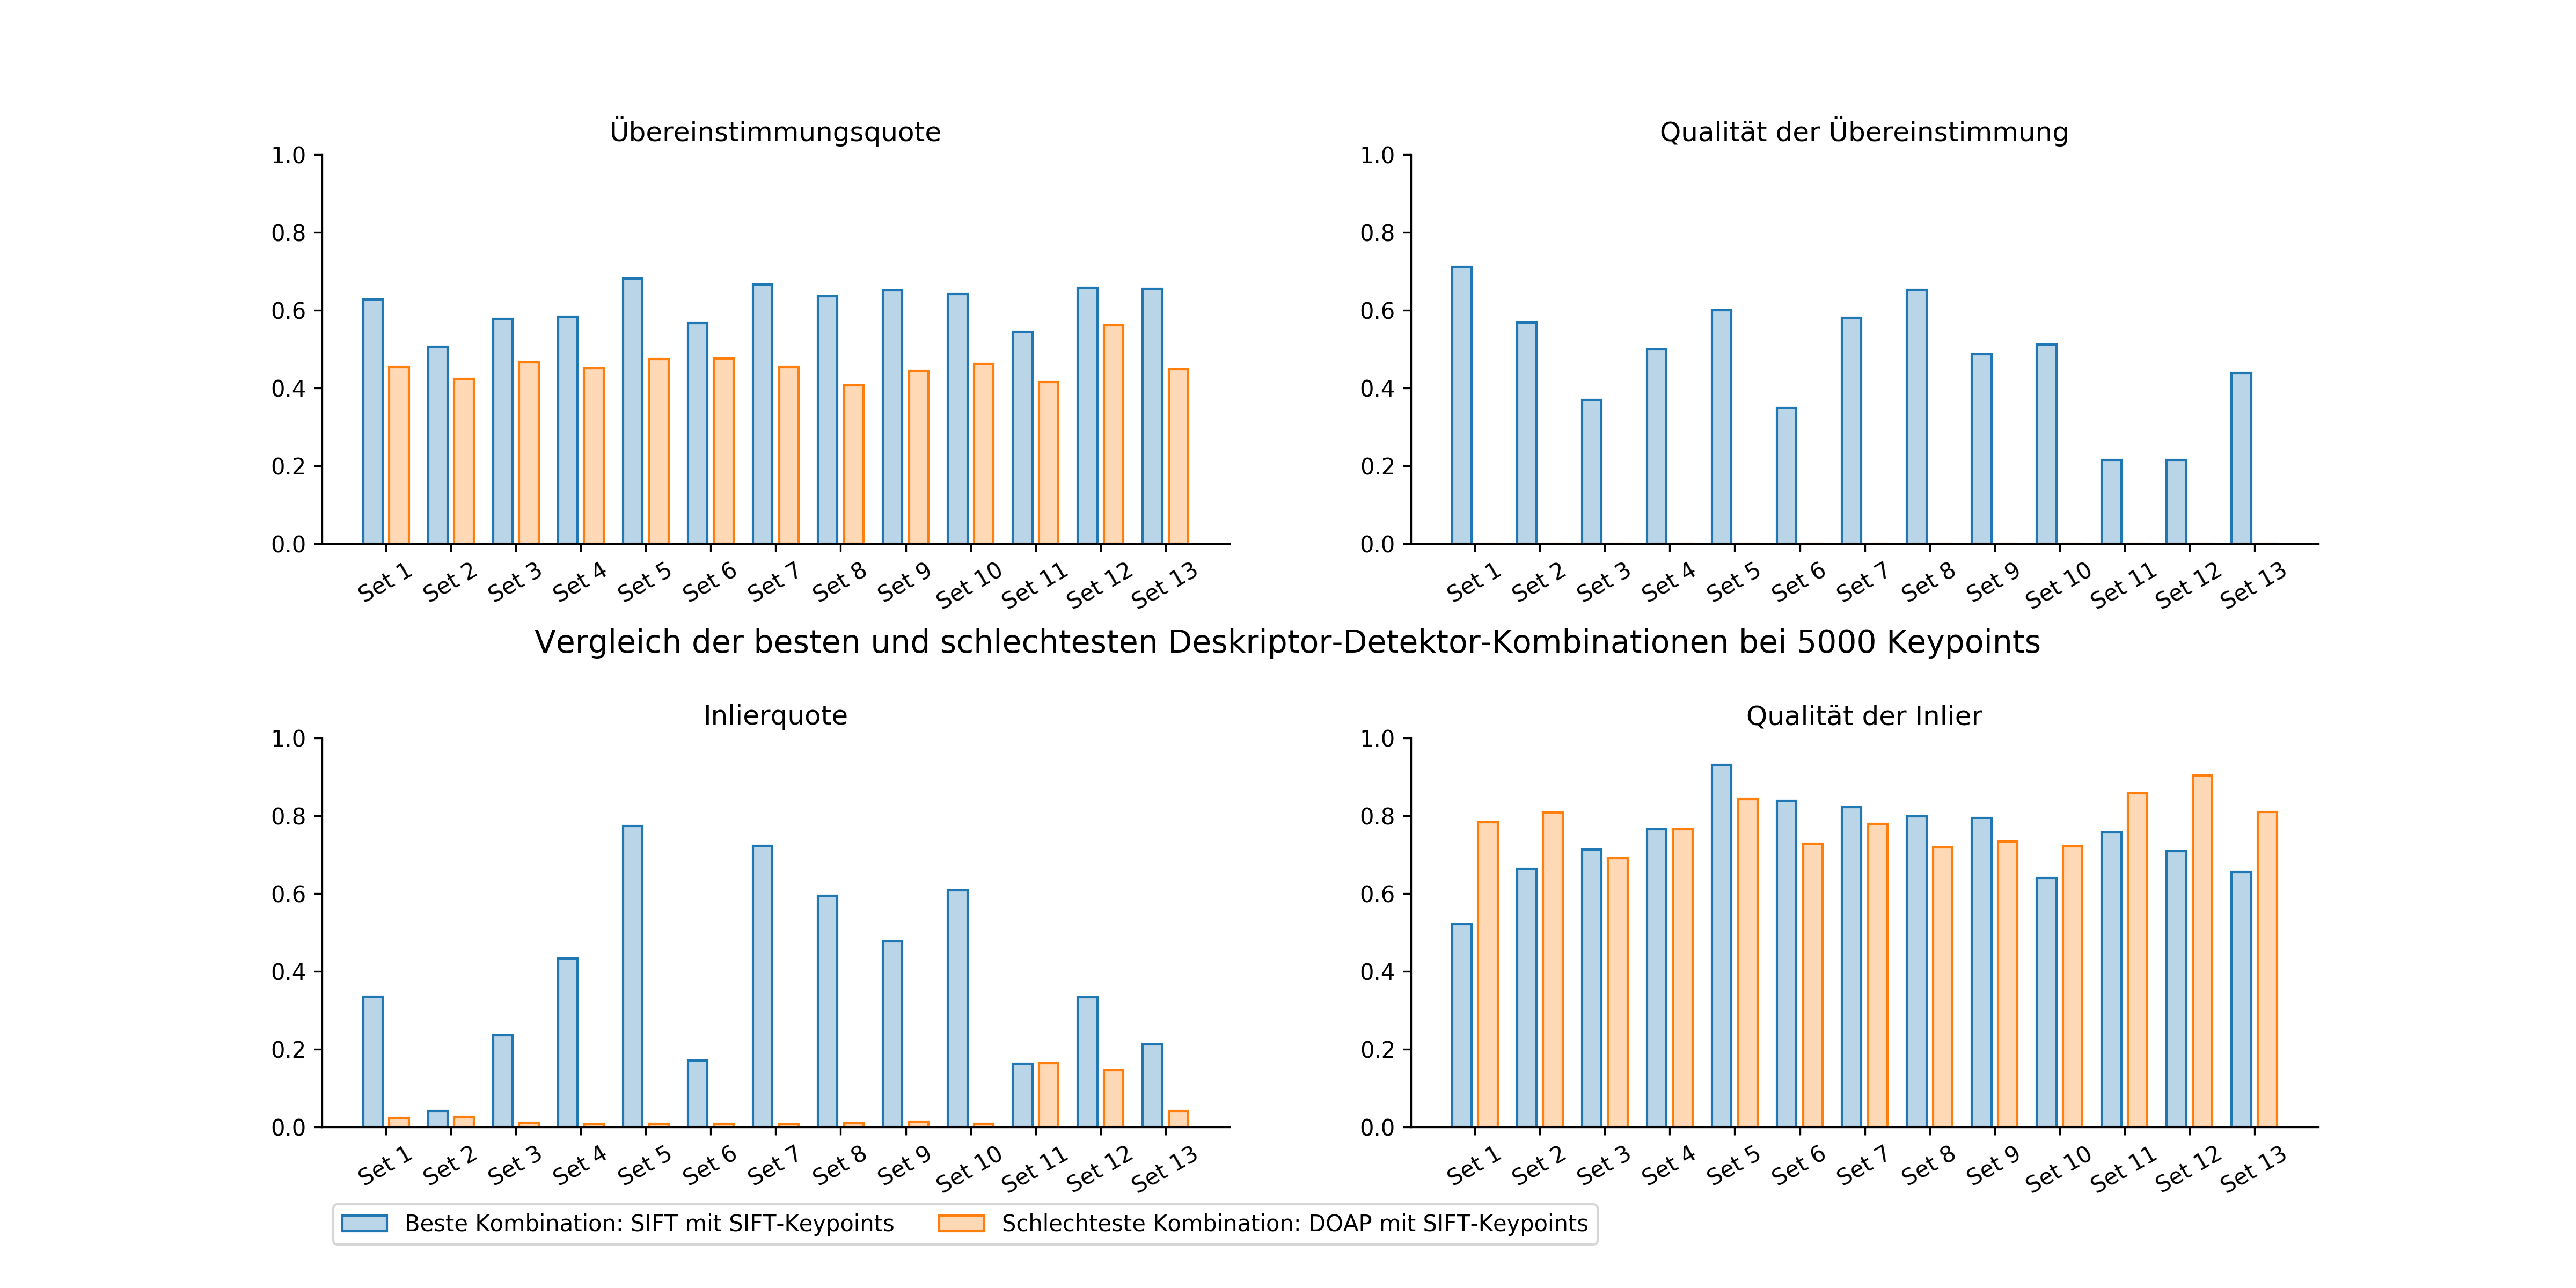 Übereinstimmungsquote
1.0
0.8
0.6
0.4
0.2
0.0
Set 1 Set 2 Set 3 Set 4 Set 5 Set 6 Set 7 Set 8 Set 9 Set 10 Set 11 Set 12 Set 13
Qualität der Übereinstimmung
1.0
0.8
0.6
0.4
0.2
0.0
Set 1 Set 2 Set 3 Set 4 Set 5 Set 6 Set 7 Set 8 Set 9 Set 10 Set 11 Set 12 Set 13
Vergleich der besten und schlechtesten Deskriptor-Detektor-Kombinationen bei 5000 Keypoints
Inlierquote
1.0
0.8
0.6
0.4
0.2
0.0
Set 1 Set 2 Set 3 Set 4 Set 5 Set 6 Set 7 Set 8 Set 9 Set 10 Set 11 Set 12 Set 13
Qualität der Inlier
1.0
0.8
0.6
0.4
0.2
0.0
Set 1 Set 2 Set 3 Set 4 Set 5 Set 6 Set 7 Set 8 Set 9 Set 10 Set 11 Set 12 Set 13
Beste Kombination: SIFT mit SIFT-Keypoints Schlechteste Kombination: DOAP mit SIFT-Keypoints